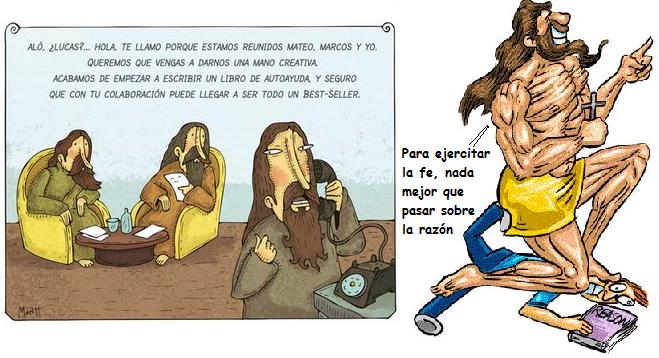 ALÓ, ¿LUCAS?... HOLA, TE LLAMO PORQUE ESTAMOS REUNIDOS MATEO, MARCOS Y YO.
QUEREMOS QUE VENGAS A DARNOS UNA MANO CREATIVA.
ACABAMOS DE EMPEZAR A ESCRIBIR UN LIBRO DE AUTOAYUDA, Y SEGURO
QUE CON TU COLABORACIÓN PUEDE LLEGAR A SER TODO UN BEST-SELLER.
MONTT
Para ejercitar
la fe, nada
mejor que
pasar sobre
la razón
REASON